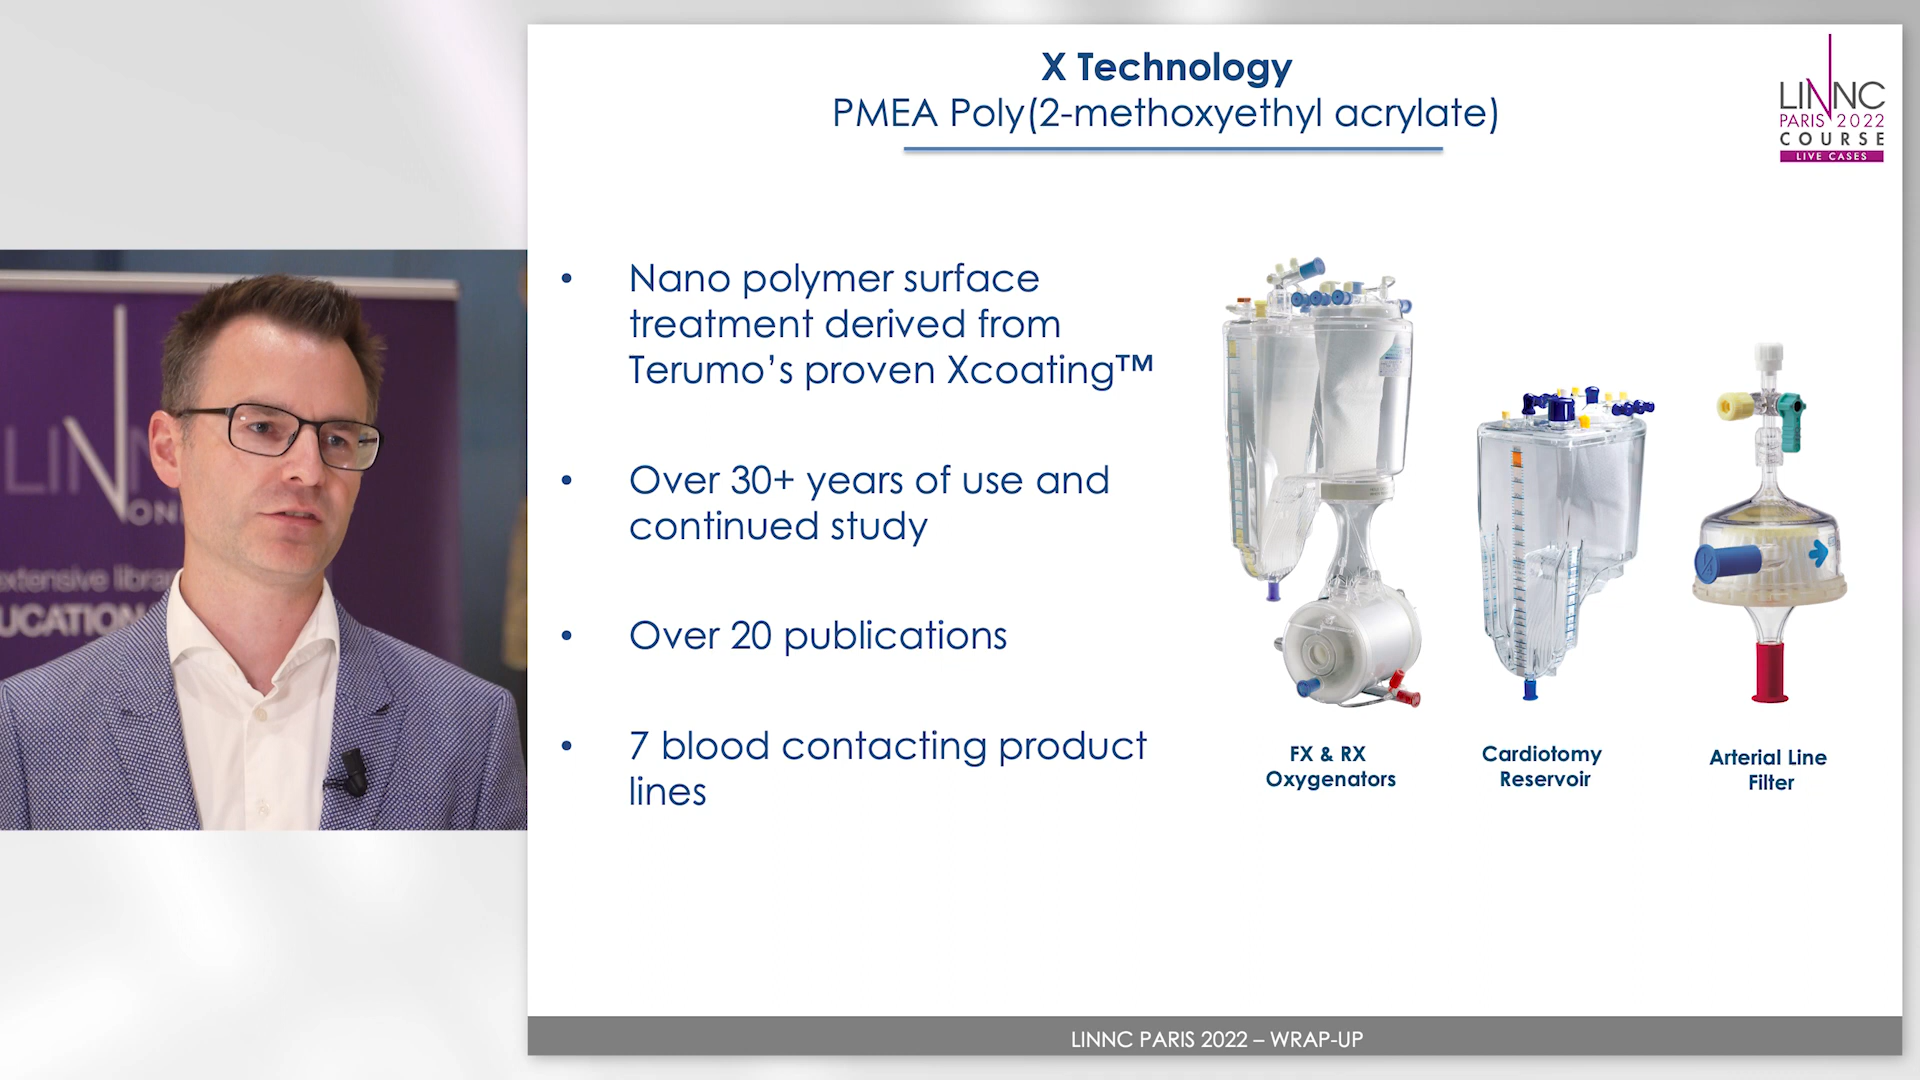 X Technology
PMEA Poly(2-methoxyethyl acrylate)
LINNC
PARIS 2022
COURSE
LIVE CASES
• Nano polymer surface
treatment derived from
Terumo’s proven Xcoating™
• Over 30+ years of use and
continued study
• Over 20 publications
• 7 blood contacting product
lines
FX & RX
Oxygenators
Cardiotomy
Reservoir
Arterial Line
Filter
LINNC PARIS 2022 – WRAP-UP